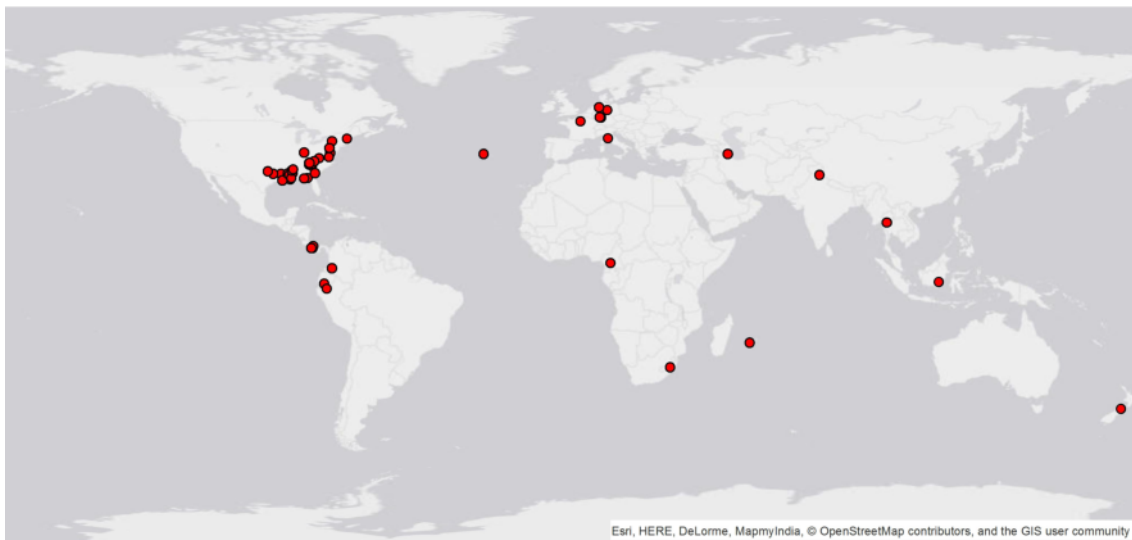 Esri, HERE, DeLorme, MapmyIndia, © OpenStreetMap contributors, and the GIS user community